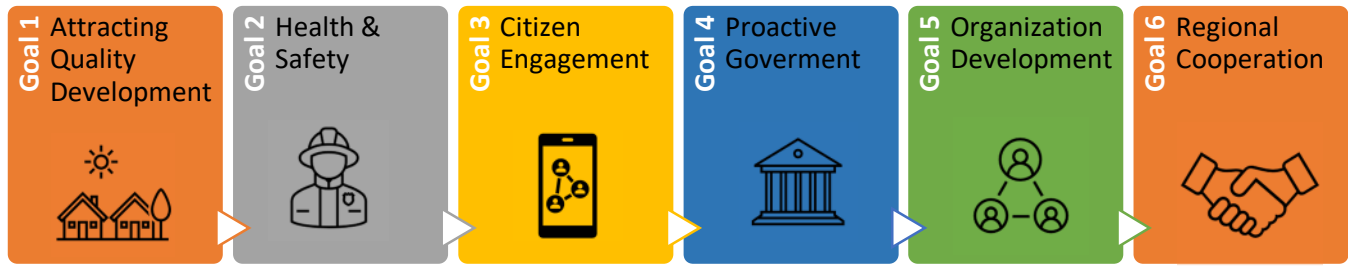 Goal 1
Attracting
Quality
Development
Goal 2
Health &
Safety
Goal 3
Citizen
Engagement
Goal 4
Proactive
Goverment
Goal 5
Organization
Development
Goal 6
Regional
Cooperation